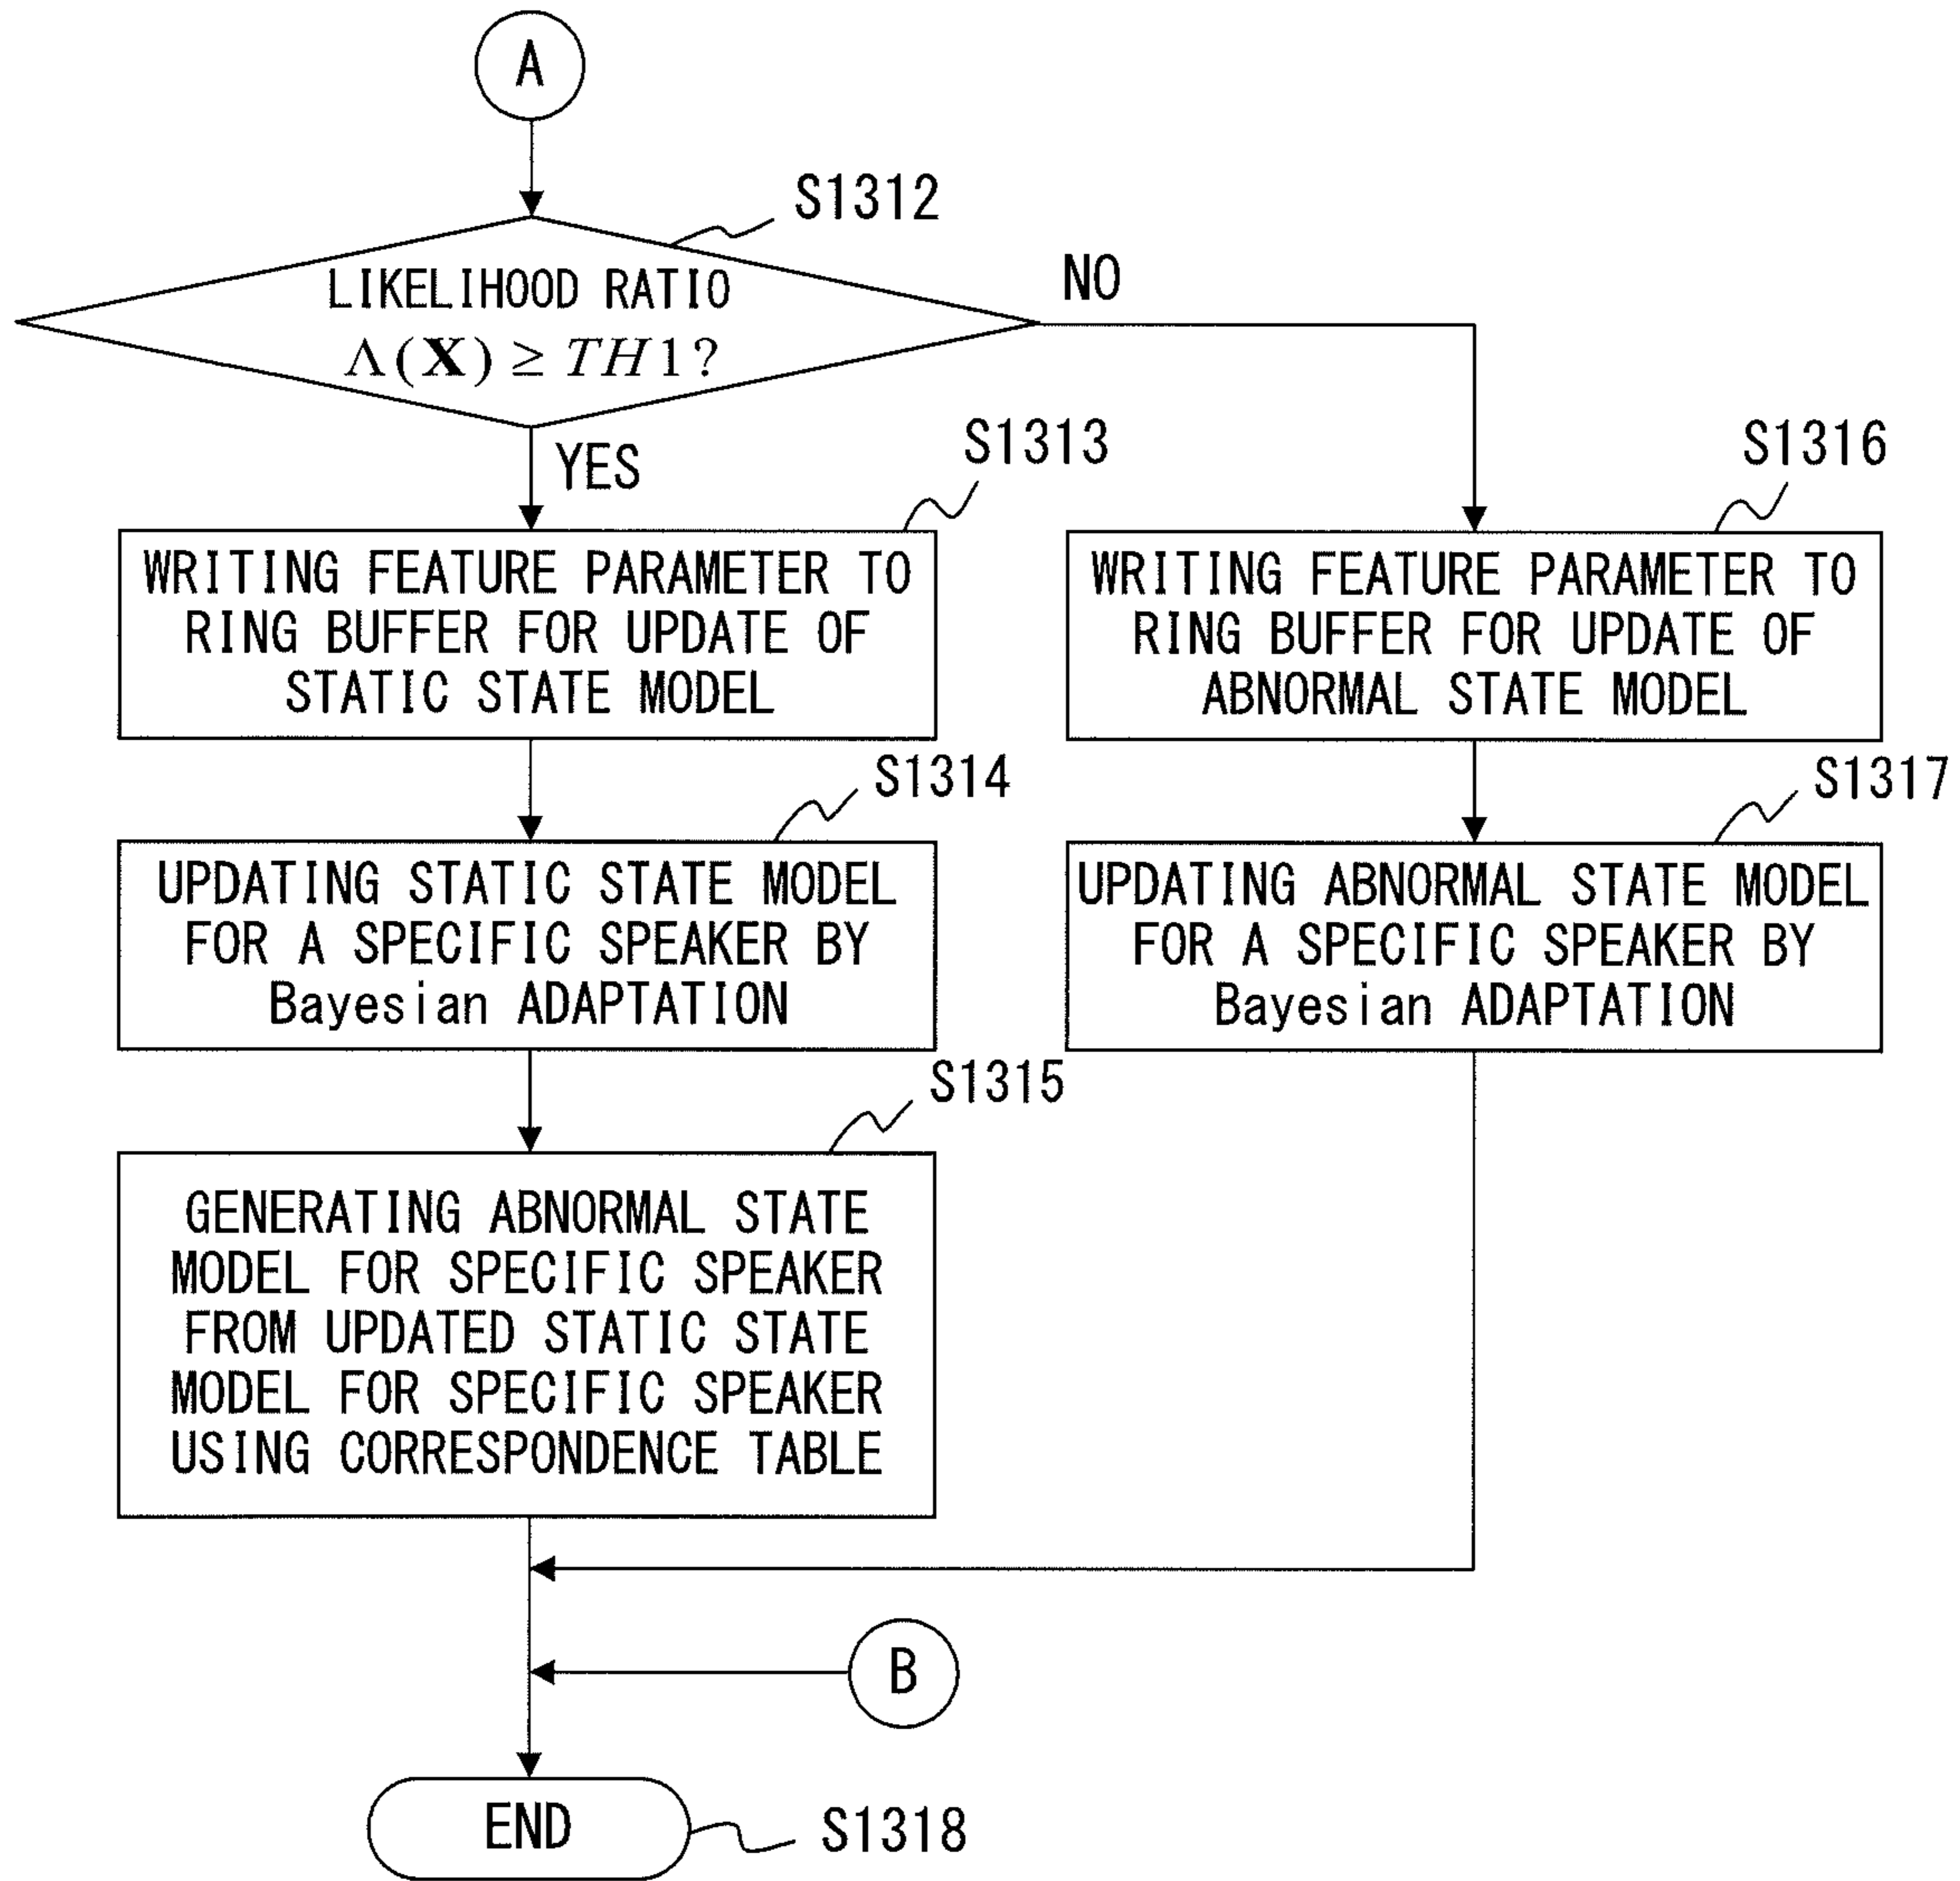 A
S1312
LIKELIHOOD RATIO
Λ(X) ≥ TH1?
NO
YES
S1313
WRITING FEATURE PARAMETER TO
RING BUFFER FOR UPDATE OF
STATIC STATE MODEL
S1316
WRITING FEATURE PARAMETER TO
RING BUFFER FOR UPDATE OF
ABNORMAL STATE MODEL
S1314
UPDATING STATIC STATE MODEL
FOR A SPECIFIC SPEAKER BY
Bayesian ADAPTATION
S1317
UPDATING ABNORMAL STATE MODEL
FOR A SPECIFIC SPEAKER BY
Bayesian ADAPTATION
S1315
GENERATING ABNORMAL STATE
MODEL FOR SPECIFIC SPEAKER
FROM UPDATED STATIC STATE
MODEL FOR SPECIFIC SPEAKER
USING CORRESPONDENCE TABLE
B
END
S1318